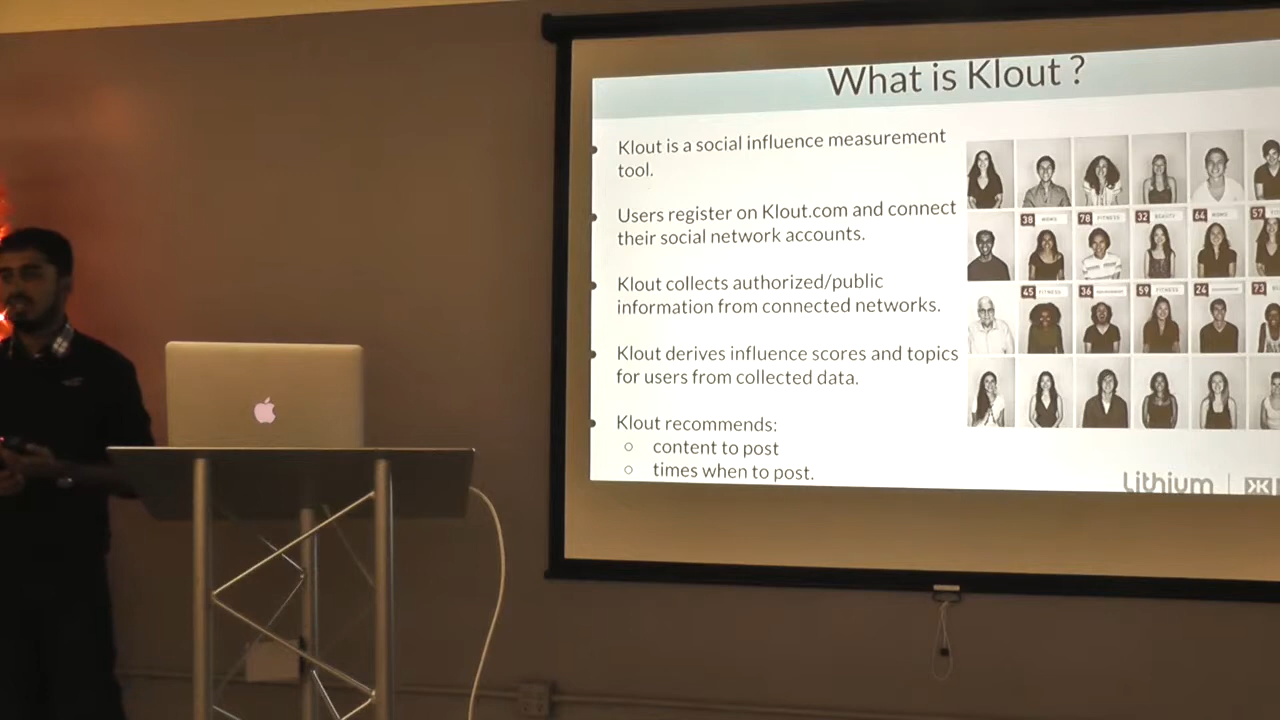 What is Klout ?
Klout is a social influence measurement
tool.
Users register on Klout.com and connect
their social network accounts.
Klout collects authorized/public
information from connected networks.
Klout derives influence scores and topics
for users from collected data.
Klout recommends:
content to post
times when to post.
38 MOMS 78 FITNESS 32 BEAUTY 64 MOMS 57
45 FITNESS 36 59 FITNESS 24 73
Lithium